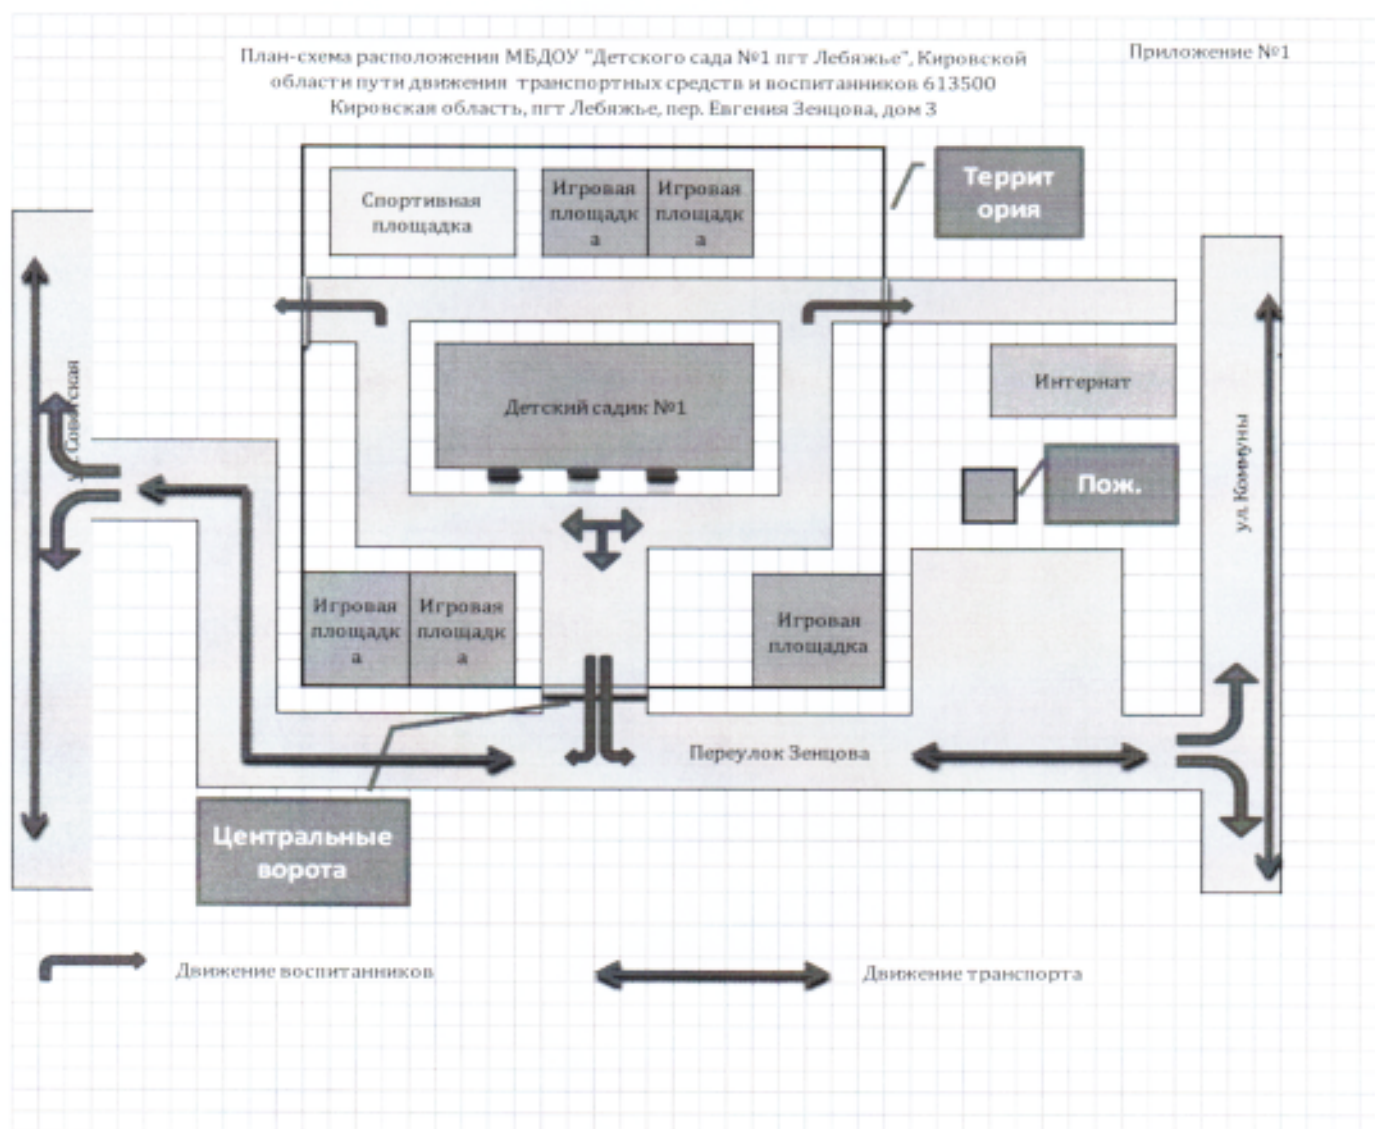 План-схема расположения МБДОУ "Детского сада №1 пгт Лебяжье", Кировской
области пути движения транспортных средств и воспитанников 613500
Кировская область, пгт Лебяжье, пер. Евгения Зенцова, дом 3
Приложение №1
Террит
ория
Спортивная
площадка
Игровая
площадк
а
Игровая
площадк
а
Детский садик №1
Интернат
Пож.
ул. Советская
ул. Коммуны
Игровая
площадк
а
Игровая
площадк
а
Игровая
площадка
Переулок Зенцова
Центральные
ворота
Движение воспитанников
Движение транспорта